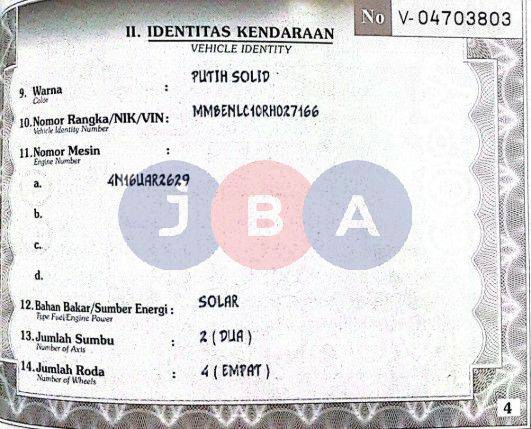 No V-04703803
II. IDENTITAS KENDARAAN
VEHICLE IDENTITY
9. Warna : PUTIH SOLID
Color
10. Nomor Rangka/NIK/VIN : MMBENLC10RH027166
Vehicle Identity Number
11. Nomor Mesin :
Engine Number
a. 4N16UAR2629
b.
JBA
c.
d.
12. Bahan Bakar/Sumber Energi : SOLAR
Type Fuel/Engine Power
13. Jumlah Sumbu : 2 (DUA)
Number of Axis
14. Jumlah Roda : 4 (EMPAT)
Number of Wheels
4